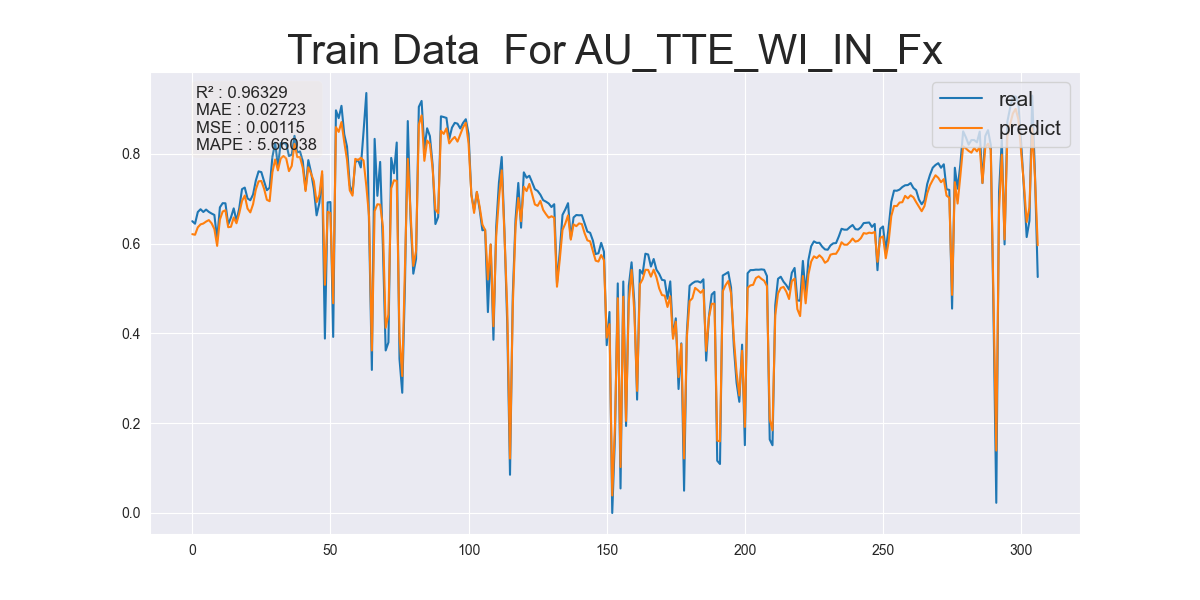 Train Data  For AU_TTE_WI_IN_Fx
R² : 0.96329
MAE : 0.02723
MSE : 0.00115
MAPE : 5.66038
real
predict
0.8
0.6
0.4
0.2
0.0
0 50 100 150 200 250 300